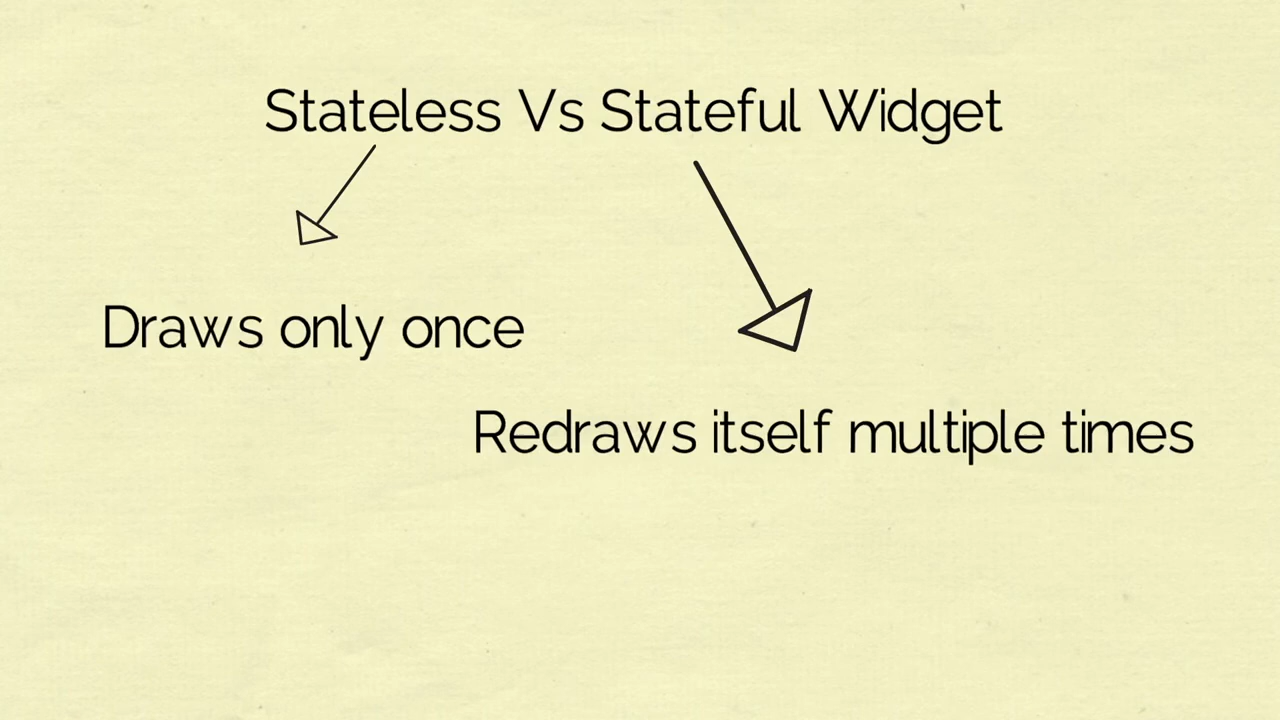 Stateless Vs Stateful Widget
Draws only once
Redraws itself multiple times